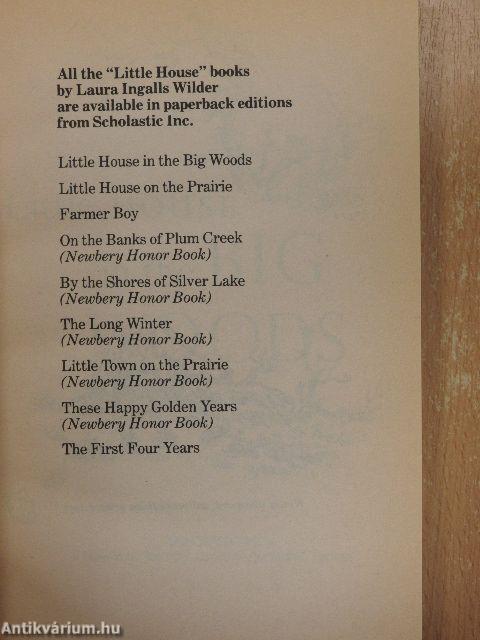 All the "Little House" books
by Laura Ingalls Wilder
are available in paperback editions
from Scholastic Inc.
Little House in the Big Woods
Little House on the Prairie
Farmer Boy
On the Banks of Plum Creek
(Newbery Honor Book)
By the Shores of Silver Lake
(Newbery Honor Book)
The Long Winter
(Newbery Honor Book)
Little Town on the Prairie
(Newbery Honor Book)
These Happy Golden Years
(Newbery Honor Book)
The First Four Years
Antikvárium.hu